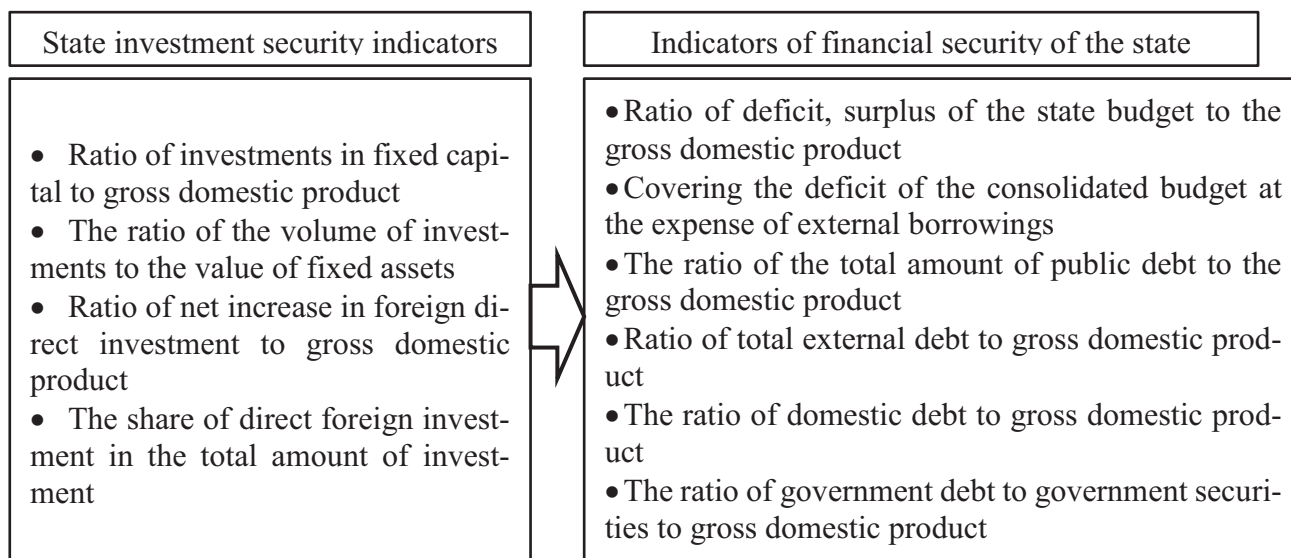 State investment security indicators
• Ratio of investments in fixed capi-
tal to gross domestic product
• The ratio of the volume of invest-
ments to the value of fixed assets
• Ratio of net increase in foreign di-
rect investment to gross domestic
product
• The share of direct foreign invest-
ment in the total amount of invest-
ment
Indicators of financial security of the state
•Ratio of deficit, surplus of the state budget to the
gross domestic product
•Covering the deficit of the consolidated budget at
the expense of external borrowings
•The ratio of the total amount of public debt to the
gross domestic product
•Ratio of total external debt to gross domestic prod-
uct
•The ratio of domestic debt to gross domestic prod-
uct
•The ratio of government debt to government securi-
ties to gross domestic product